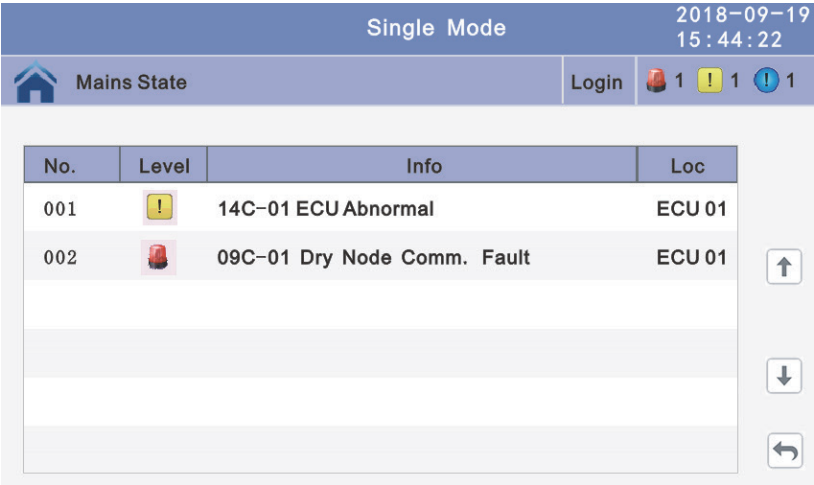 Single Mode
2018-09-19
15:44:22
Mains State
Login
1
1
1
No. Level Info Loc
001 14C-01 ECU Abnormal ECU 01
002 09C-01 Dry Node Comm. Fault ECU 01